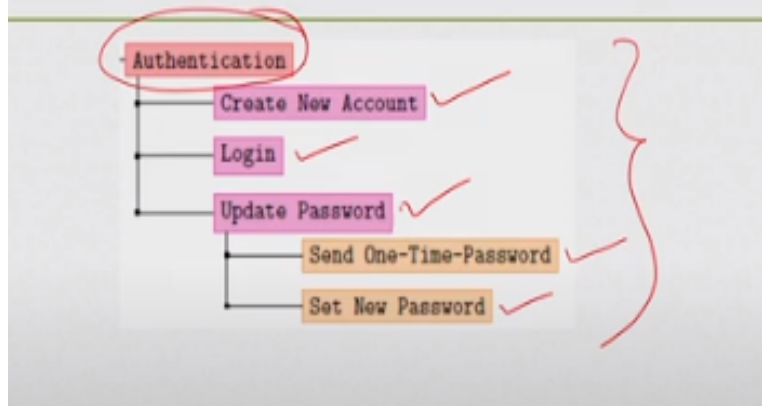 Authentication
Create New Account
Login
Update Password
Send One-Time-Password
Set New Password